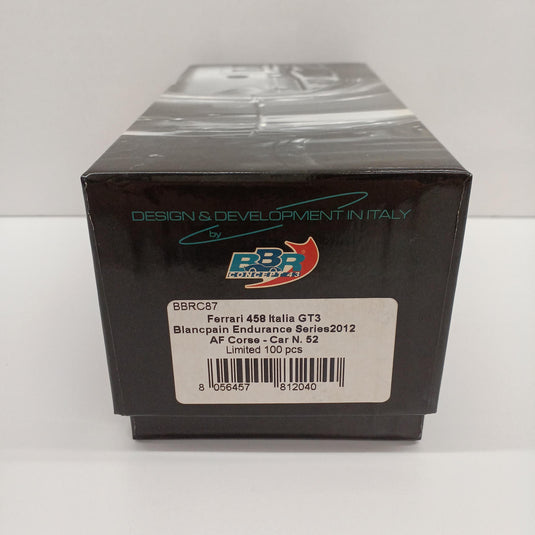 DESIGN & DEVELOPMENT IN ITALY
by
BBR
CONCEPT 43
BBRC87
Ferrari 458 Italia GT3
Blancpain Endurance Series2012
AF Corse - Car N. 52
Limited 100 pcs
8 056457 812040